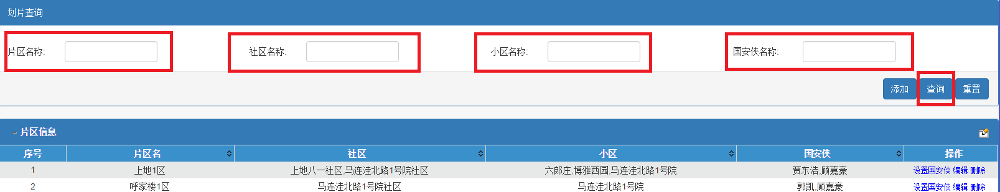 划片查询
片区名称: 社区名称: 小区名称: 国安侠名称:
添加 查询 重置
片区信息
序号 片区名 社区 小区 国安侠 操作
1 上地1区 上地八一社区,马连洼北路1号院社区 六郎庄,博雅西园,马连洼北路1号院 贾东浩,顾嘉豪 设置国安侠 编辑 删除
2 呼家楼1区 马连洼北路1号院社区 马连洼北路1号院 郭凯,顾嘉豪 设置国安侠 编辑 删除